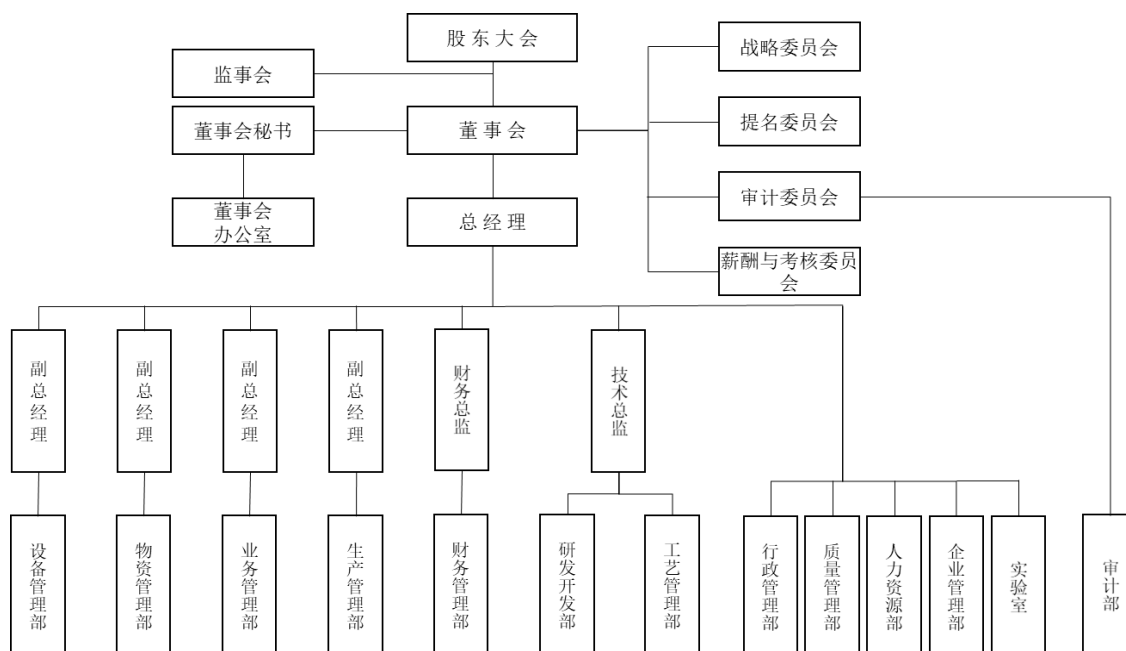 股东大会
战略委员会
监事会
提名委员会
董事会秘书
董事会
审计委员会
董事会
办公室
总经理
薪酬与考核委员
会
副总经理
副总经理
副总经理
副总经理
财务总监
技术总监
设备管理部
物资管理部
业务管理部
生产管理部
财务管理部
研发开发部
工艺管理部
行政管理部
质量管理部
人力资源部
企业管理部
实验室
审计部